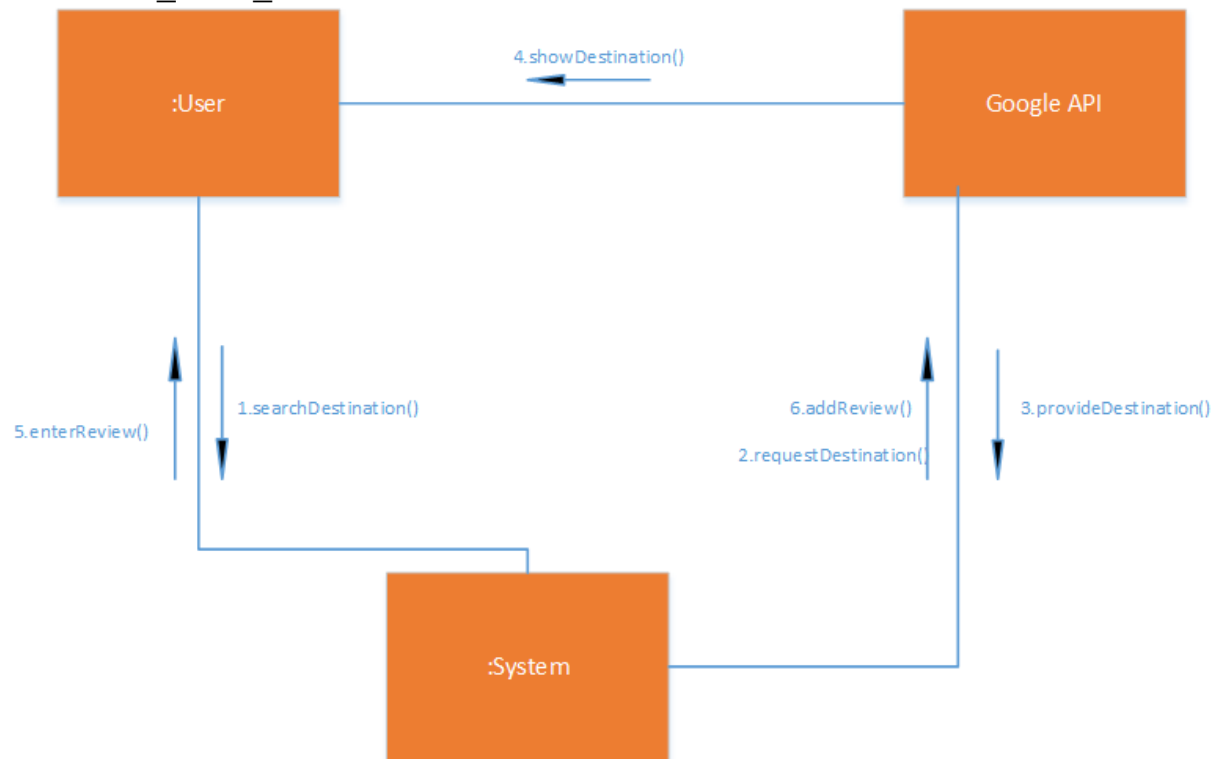 4.showDestination()
:User
Google API
1.searchDestination()
5.enterReview()
6.addReview()
3.provideDestination()
2.requestDestination()
:System